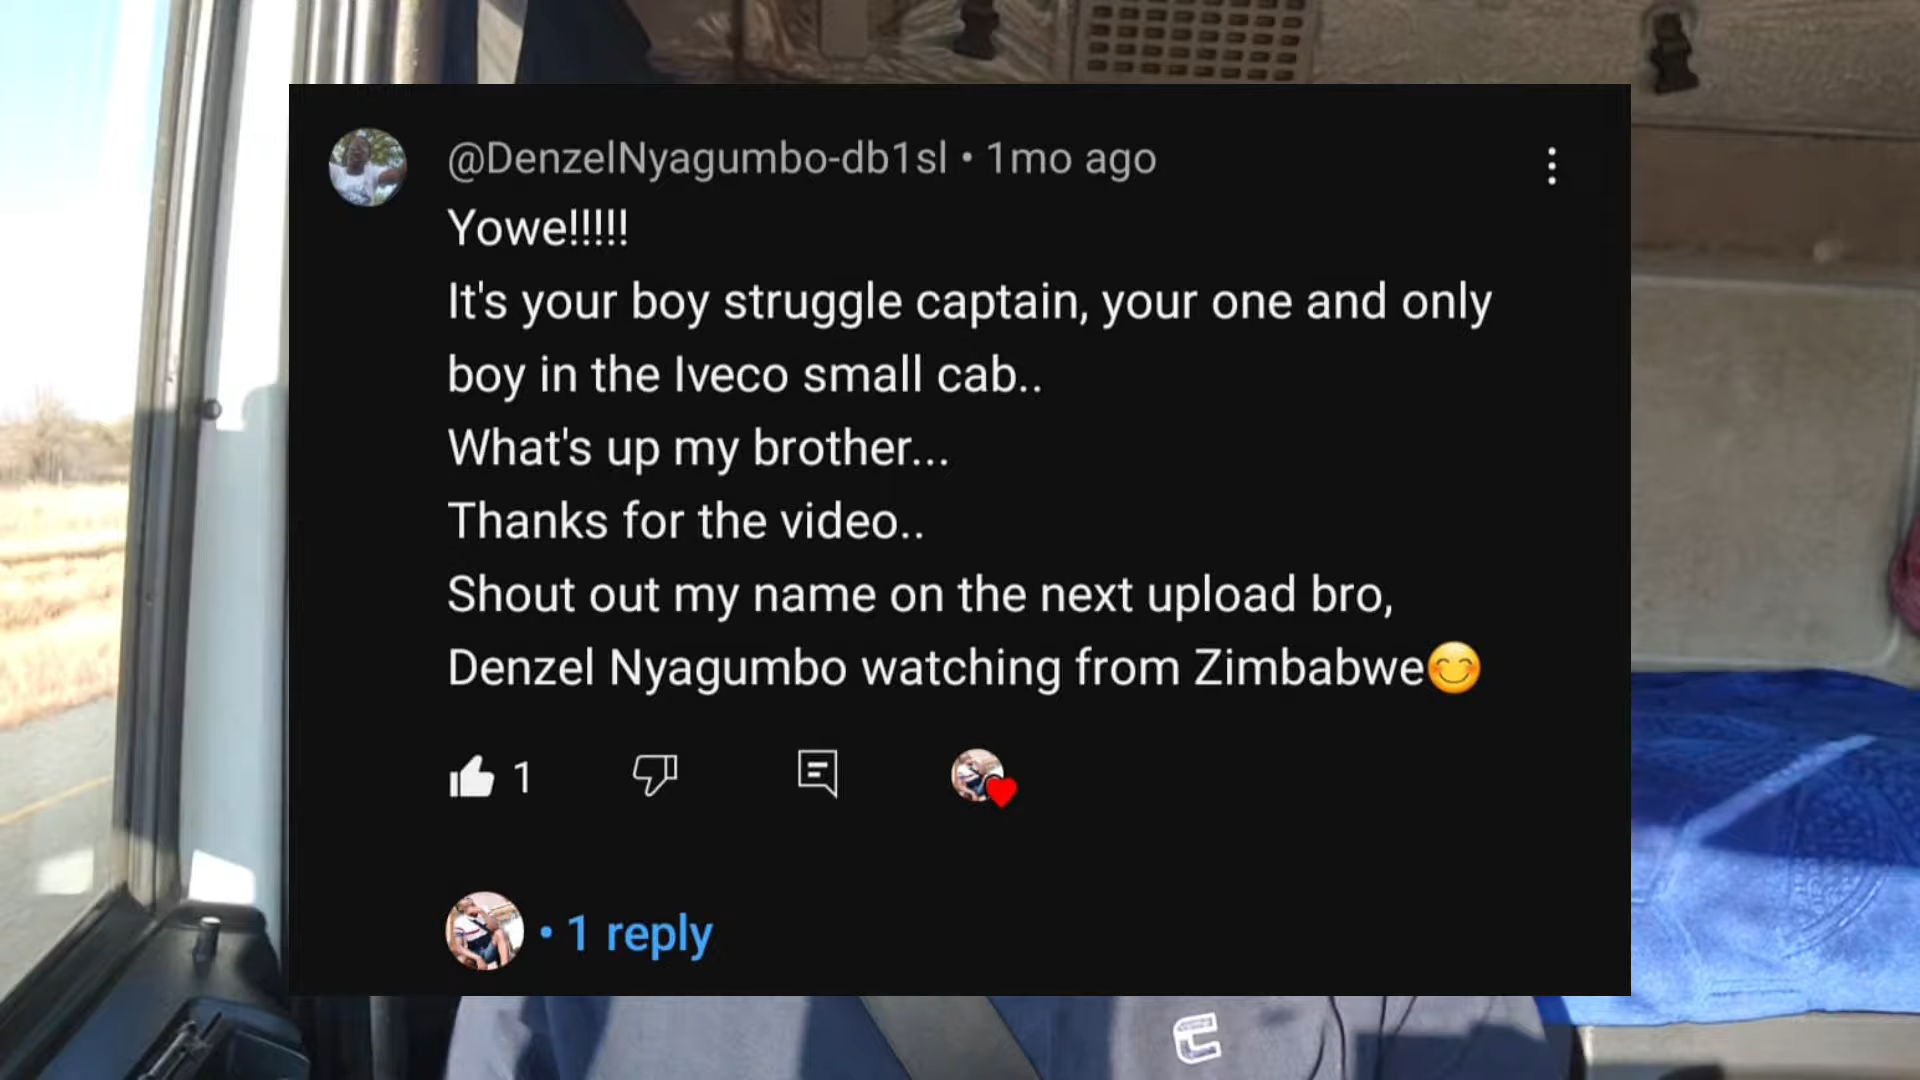 @DenzelNyagumbo-db1sl • 1mo ago
Yowe!!!!!
It's your boy struggle captain, your one and only
boy in the Iveco small cab..
What's up my brother...
Thanks for the video..
Shout out my name on the next upload bro,
Denzel Nyagumbo watching from Zimbabwe😊
1
• 1 reply